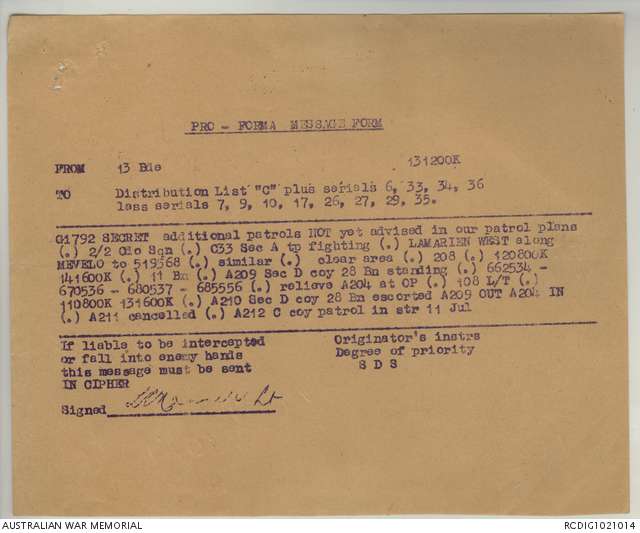 PRO - FORMA MESSAGE FORM
FROM 13 Bde 131200K
TO Distribution List "C" plus serials 6, 33, 34, 36
less serials 7, 9, 10, 17, 26, 27, 29, 35.
G1792 SECRET additional patrols NOT yet advised in our patrol plans
(.) 2/2 Cdo Sqn (.) C33 Sec A tp fighting (.) LAMARIEN WEST along
MEVELO to 519568 (.) similar (.) clear area (.) 208 (.) 120800K
141600K (.) 11 Bn (.) A209 Sec D coy 28 Bn standing (.) 662534 -
670536 - 680537 - 685556 (.) relieve A204 at OP (.) 108 L/T (.)
110800K 131600K (.) A210 Sec D coy 28 Bn escorted A209 OUT A204 IN
(.) A211 cancelled (.) A212 C coy patrol in str 11 Jul
If liable to be intercepted
or fall into enemy hands
this message must be sent
IN CIPHER
Originator's instrs
Degree of priority
S D S
Signed Lt
AUSTRALIAN WAR MEMORIAL
RCDIG1021014